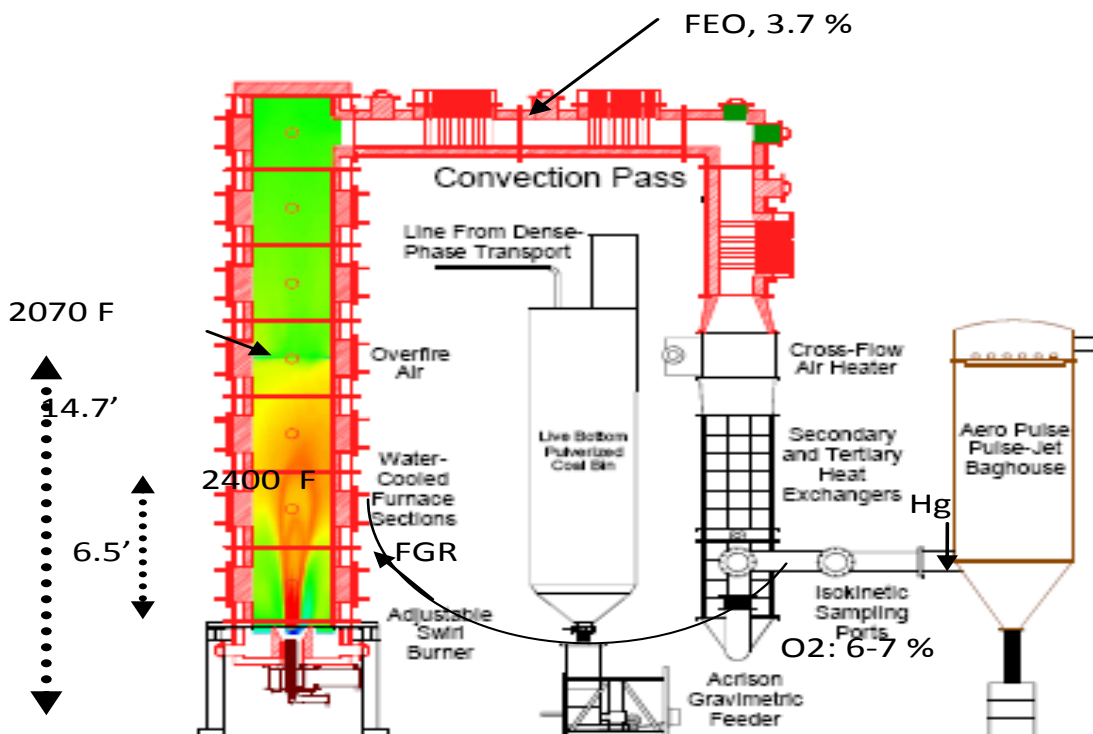 FEO, 3.7 %
Convection Pass
Line From Dense-
Phase Transport
2070 F
Overfire
Air
14.7’
Cross-Flow
Air Heater
Live Bottom
Pulverized
Coal Bin
Aero Pulse
Pulse-Jet
Baghouse
Water-
Cooled
Furnace
Sections
2400 F
Secondary
and Tertiary
Heat
Exchangers
Hg
6.5’
FGR
Adjustable
Swirl
Burner
Isokinetic
Sampling
Ports
O2: 6-7 %
Acrison
Gravimetric
Feeder